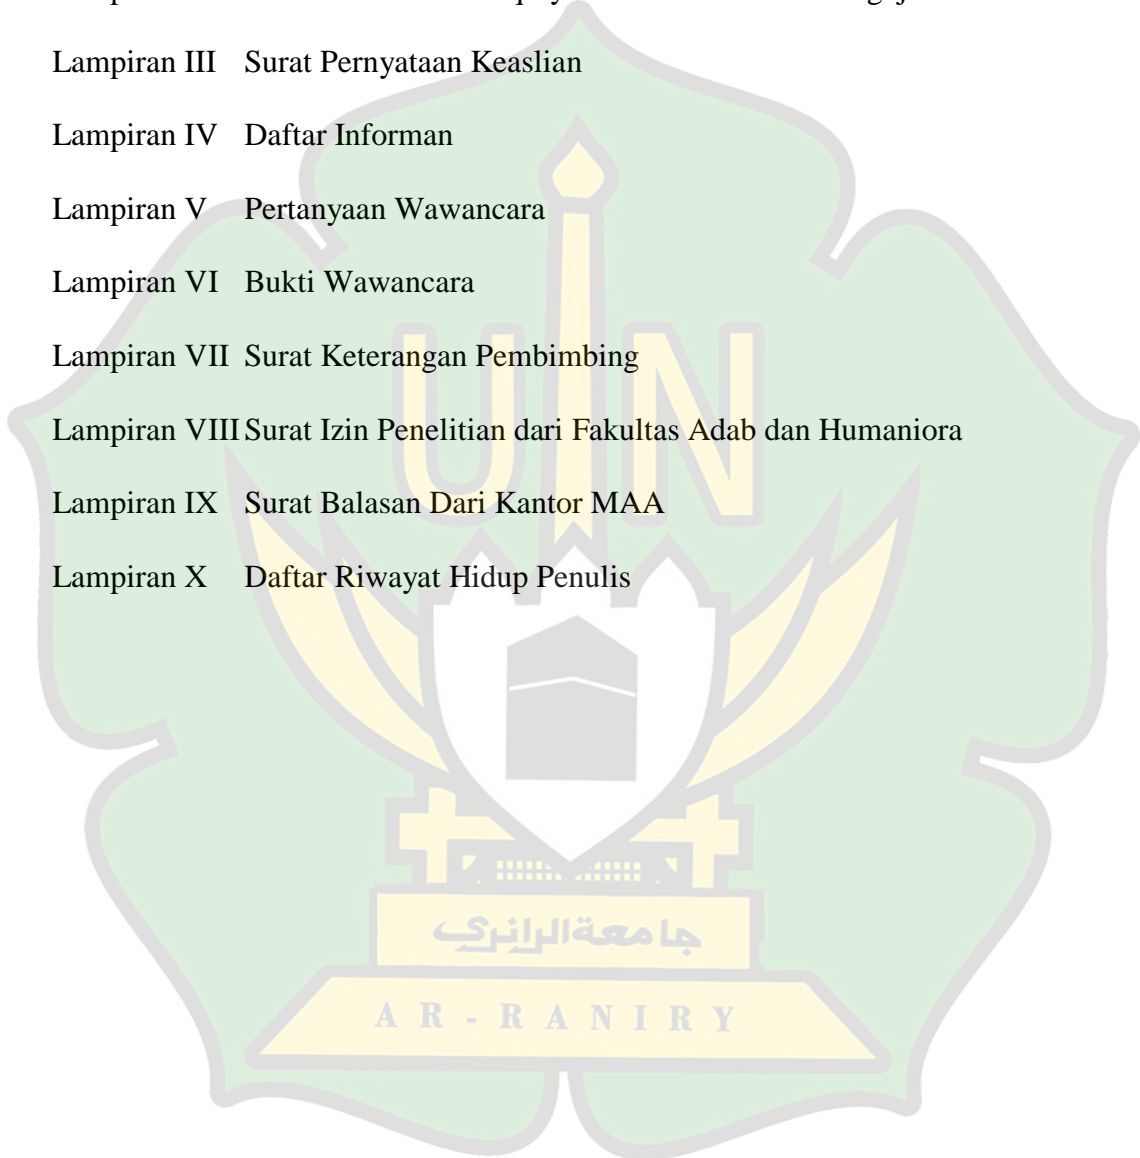 Lampiran III Surat Pernyataan Keaslian
Lampiran IV Daftar Informan
Lampiran V Pertanyaan Wawancara
Lampiran VI Bukti Wawancara
Lampiran VII Surat Keterangan Pembimbing
Lampiran VIII Surat Izin Penelitian dari Fakultas Adab dan Humaniora
Lampiran IX Surat Balasan Dari Kantor MAA
Lampiran X Daftar Riwayat Hidup Penulis
UIN
جامعة الرانري
AR-RANIRY